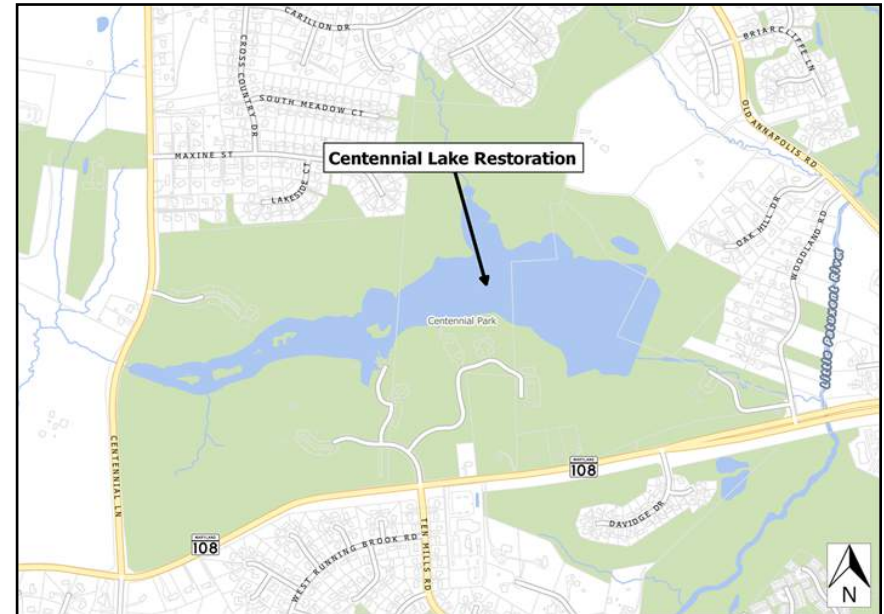 CARILLON DR
BRIARCLIFFE LN
CROSS COUNTRY DR
SOUTH MEADOW CT
OLD ANNAPOLIS RD
MAXINE ST
Centennial Lake Restoration
LAKESIDE CT
OAK HILL DR
WOODLAND RD
Little Patuxent River
Centennial Park
CENTENNIAL LN
MARYLAND
108
DAVIDGE DR
MARYLAND
108
WEST RUNNING BROOK RD
TEN MILLS RD
N